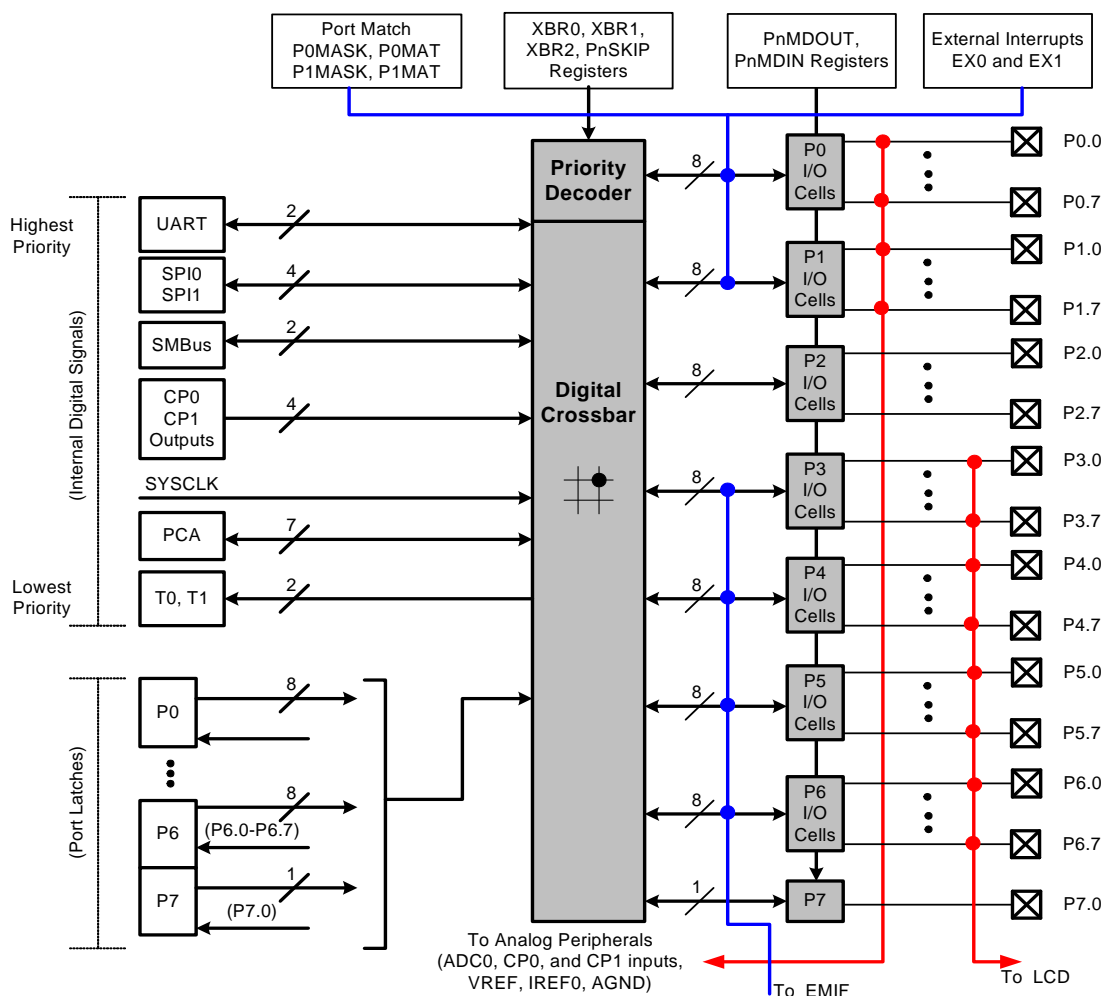 Port Match
P0MASK, P0MAT
P1MASK, P1MAT
XBR0, XBR1,
XBR2, PnSKIP
Registers
PnMDOUT,
PnMDIN Registers
External Interrupts
EX0 and EX1
Priority
Decoder
Digital
Crossbar
Highest
Priority
(Internal Digital Signals)
Lowest
Priority
UART
2
SPI0
SPI1
4
SMBus
2
CP0
CP1
Outputs
4
SYSCLK
PCA
7
T0, T1
2
(Port Latches)
P0
8
P6
8
(P6.0-P6.7)
P7
1
(P7.0)
8
P0
I/O
Cells
P0.0
P0.7
8
P1
I/O
Cells
P1.0
P1.7
8
P2
I/O
Cells
P2.0
P2.7
8
P3
I/O
Cells
P3.0
P3.7
8
P4
I/O
Cells
P4.0
P4.7
8
P5
I/O
Cells
P5.0
P5.7
8
P6
I/O
Cells
P6.0
P6.7
1
P7
P7.0
To Analog Peripherals
(ADC0, CP0, and CP1 inputs,
VREF, IREF0, AGND)
To EMIF
To LCD